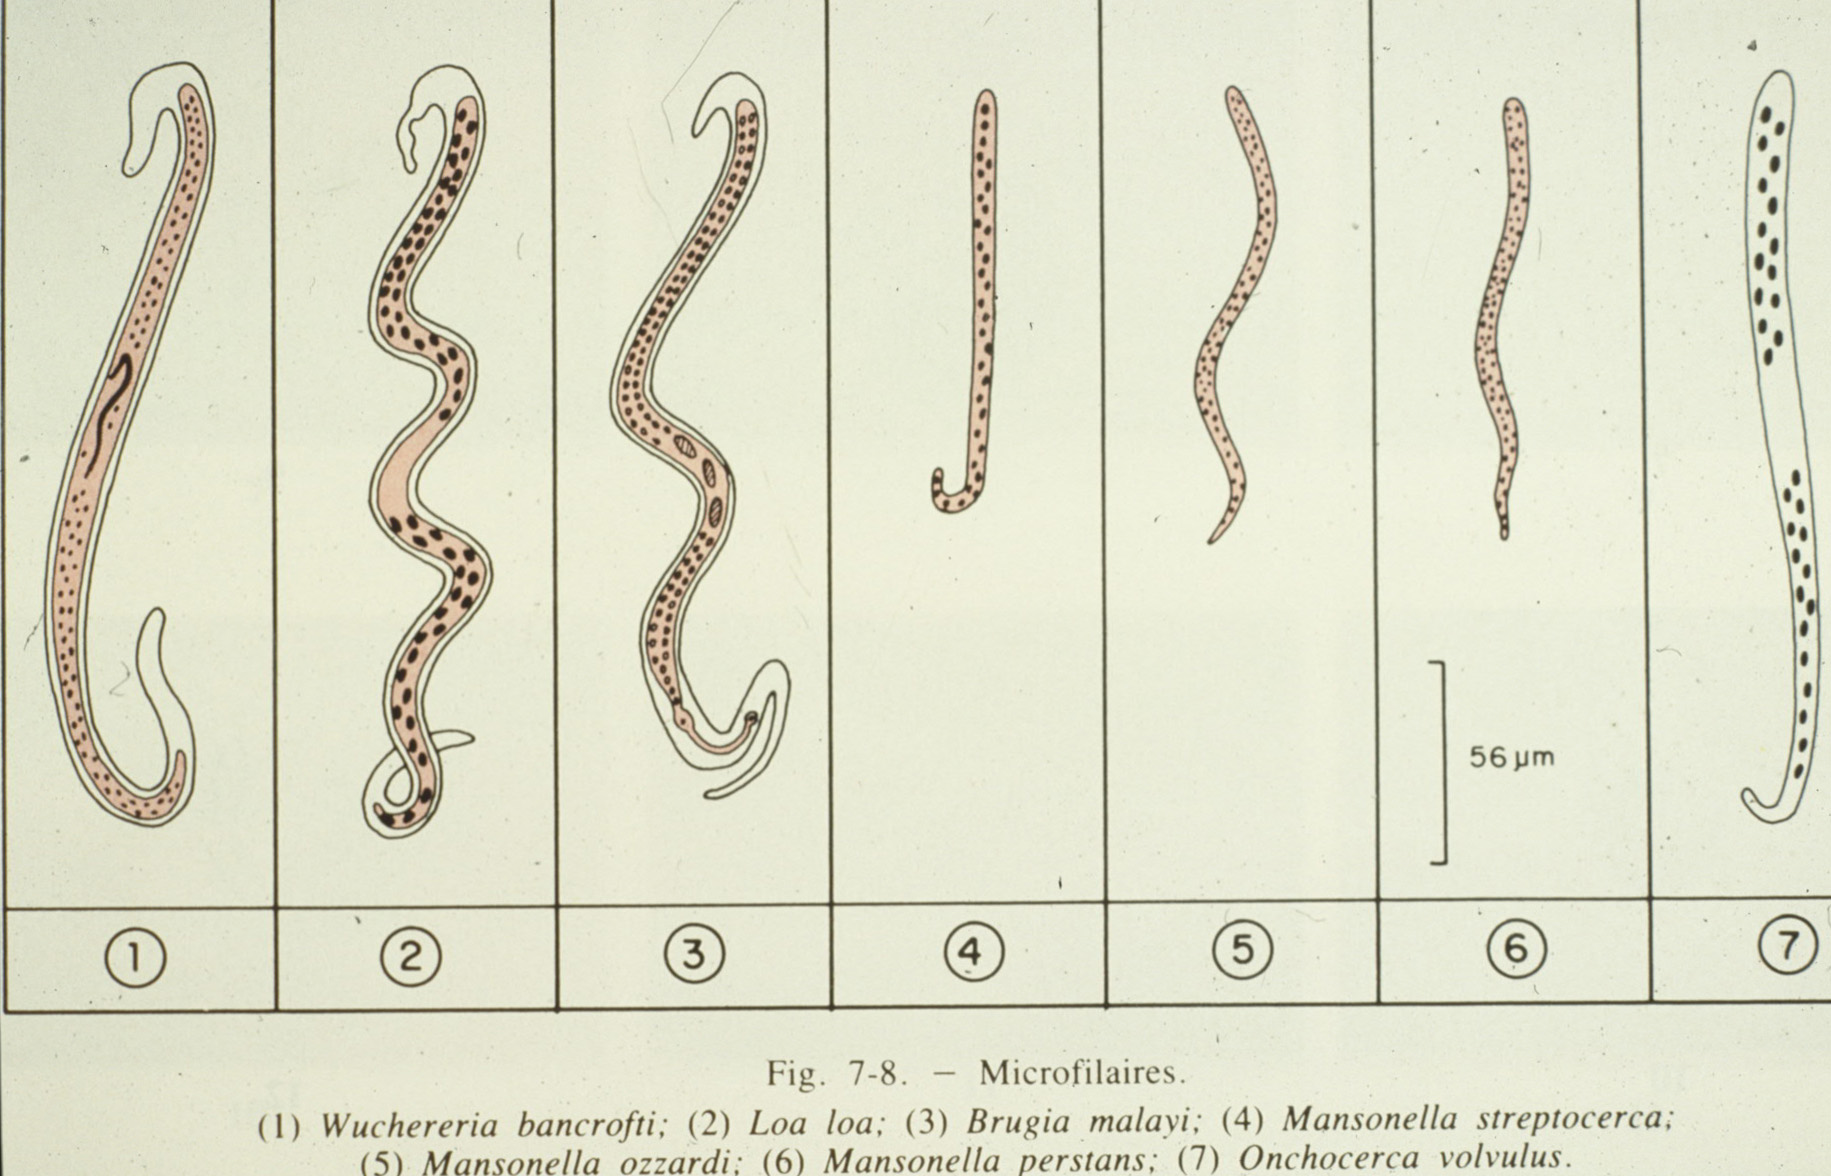 56 µm
1 2 3 4 5 6 7
Fig. 7-8. — Microfilaires.
(1) Wuchereria bancrofti; (2) Loa loa; (3) Brugia malayi; (4) Mansonella streptocerca;
(5) Mansonella ozzardi; (6) Mansonella perstans; (7) Onchocerca volvulus.